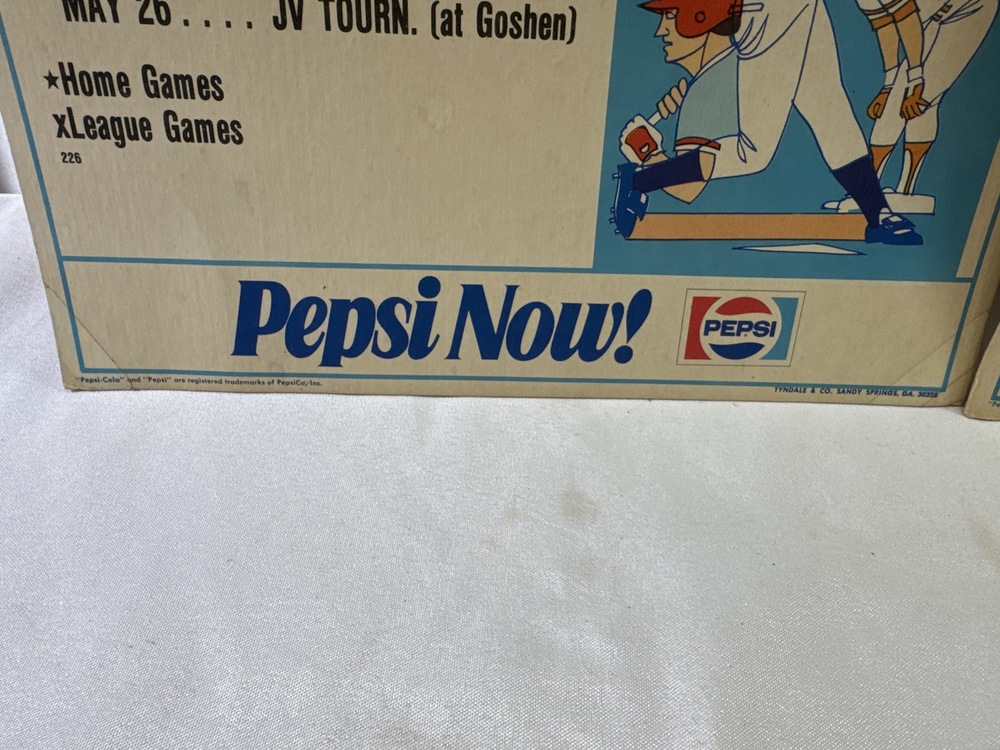 MAY 26 . . . . JV TOURN. (at Goshen)
★Home Games
xLeague Games
226
Pepsi Now!
PEPSI
"Pepsi-Cola" and "Pepsi" are registered trademarks of PepsiCo, Inc.
TYNDALE & CO. SANDY SPRINGS, GA. 30328